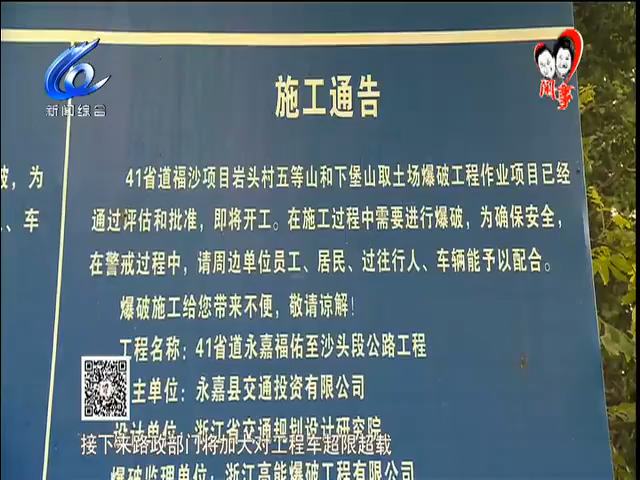 新闻综合
闹事
施工通告
坡，为
、车
41省道福沙项目岩头村五等山和下堡山取土场爆破工程作业项目已经
通过评估和批准，即将开工。在施工过程中需要进行爆破，为确保安全，
在警戒过程中，请周边单位员工、居民、过往行人、车辆能予以配合。
爆破施工给您带来不便，敬请谅解！
工程名称：41省道永嘉福佑至沙头段公路工程
主单位：永嘉县交通投资有限公司
设计单位：浙江省交通规划设计研究院
接下来路政部门将加大对工程车超限超载
爆破监理单位：浙江高能爆破工程有限公司